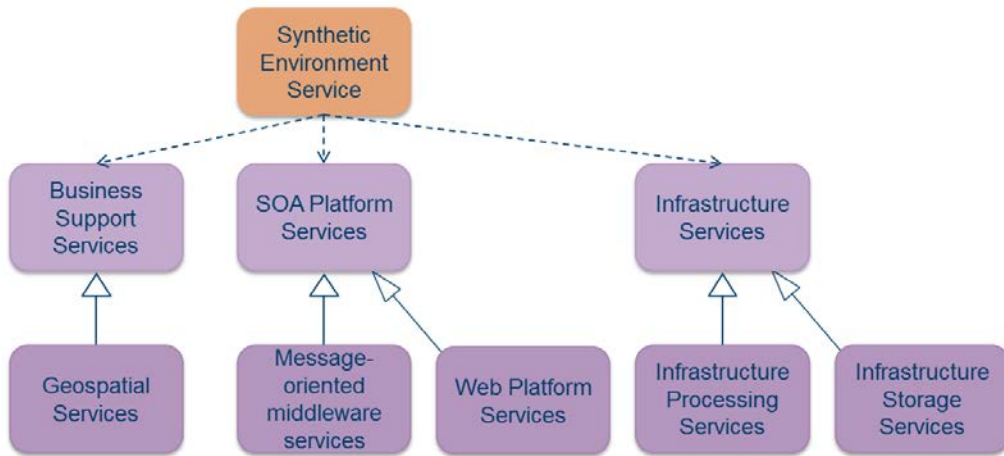 Synthetic
Environment
Service
Business
Support
Services
SOA Platform
Services
Infrastructure
Services
Geospatial
Services
Message-
oriented
middleware
services
Web Platform
Services
Infrastructure
Processing
Services
Infrastructure
Storage
Services